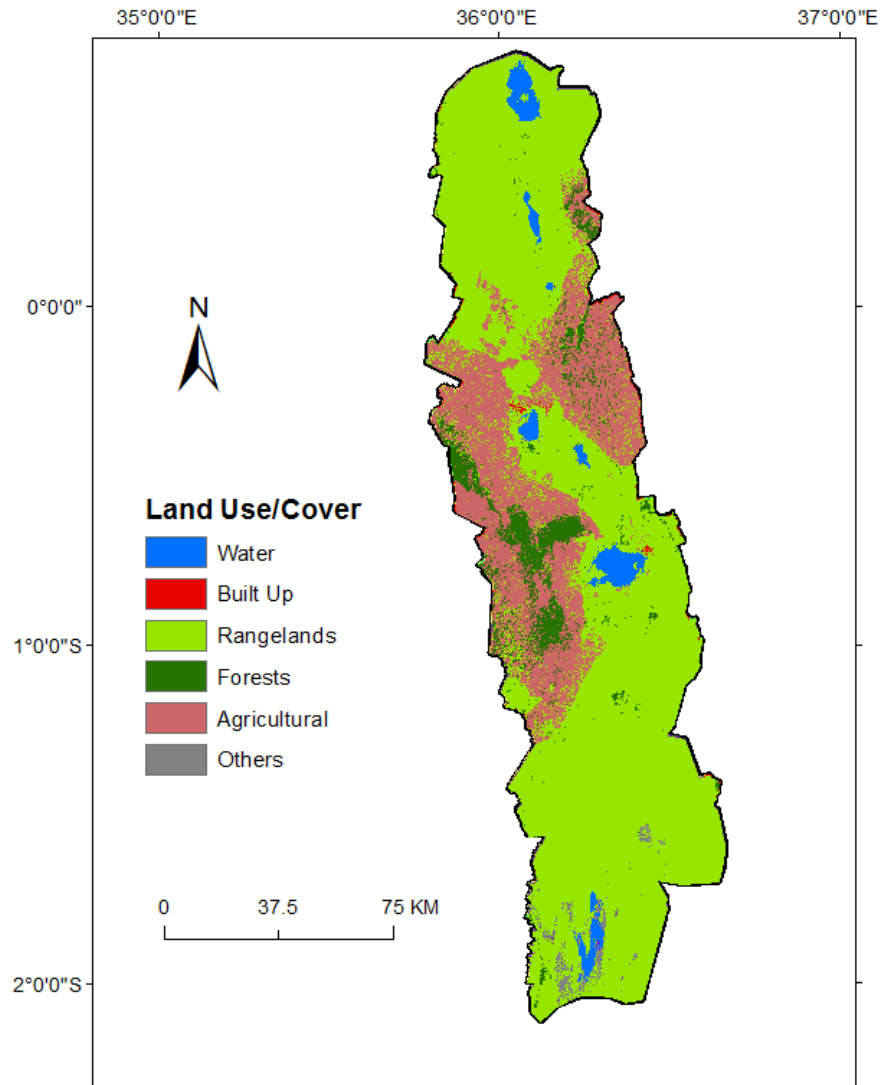 35°0'0"E 36°0'0"E 37°0'0"E
N
0°0'0"
Land Use/Cover
Water
Built Up
Rangelands
1°0'0"S
Forests
Agricultural
Others
0 37.5 75 KM
2°0'0"S